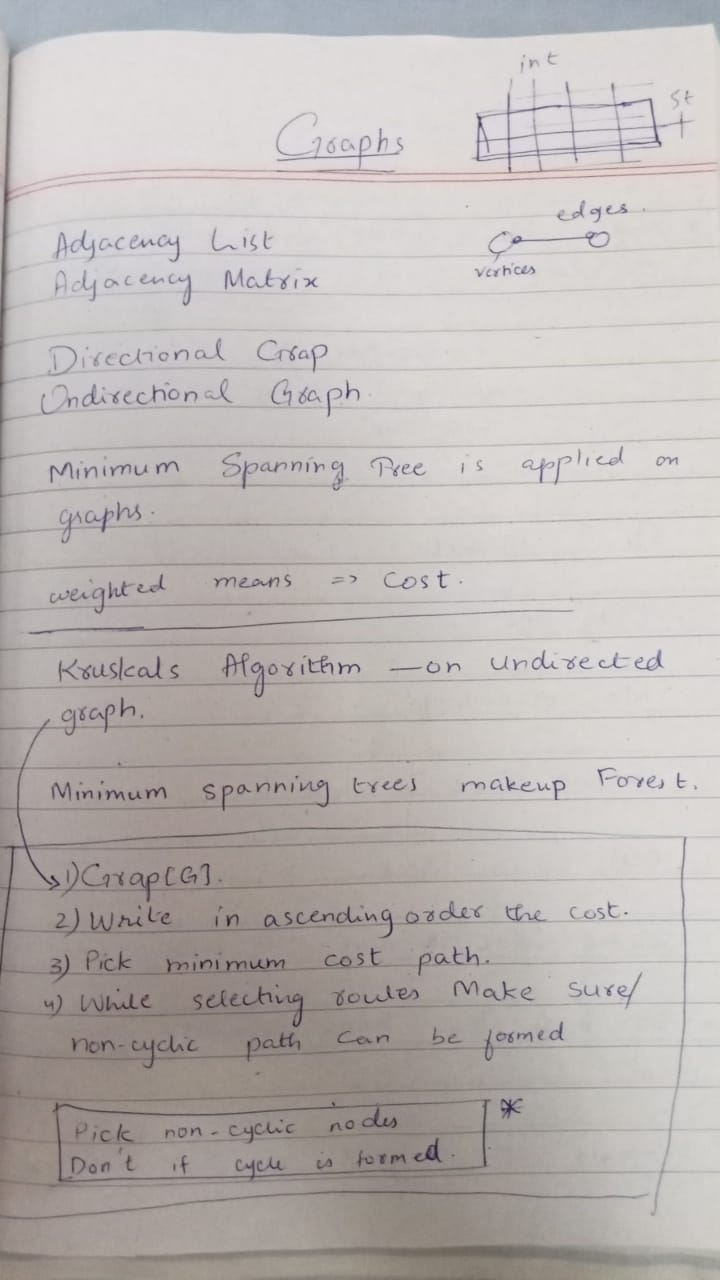 int
St
Graphs
edges.
Adjacency List
vertices
Adjacency Matrix
Directional Grap
Undirectional Graph.
Minimum Spanning Tree is applied on
graphs.
weighted means => Cost.
Kruskals Algorithm — on undirected
graph.
Minimum spanning trees makeup Forest.
1) Grap[G].
2) Write in ascending order the cost.
3) Pick minimum cost path.
4) While selecting routes Make sure/
non-cyclic path can be formed
Pick non-cyclic nodes *
Don't if cycle is formed.